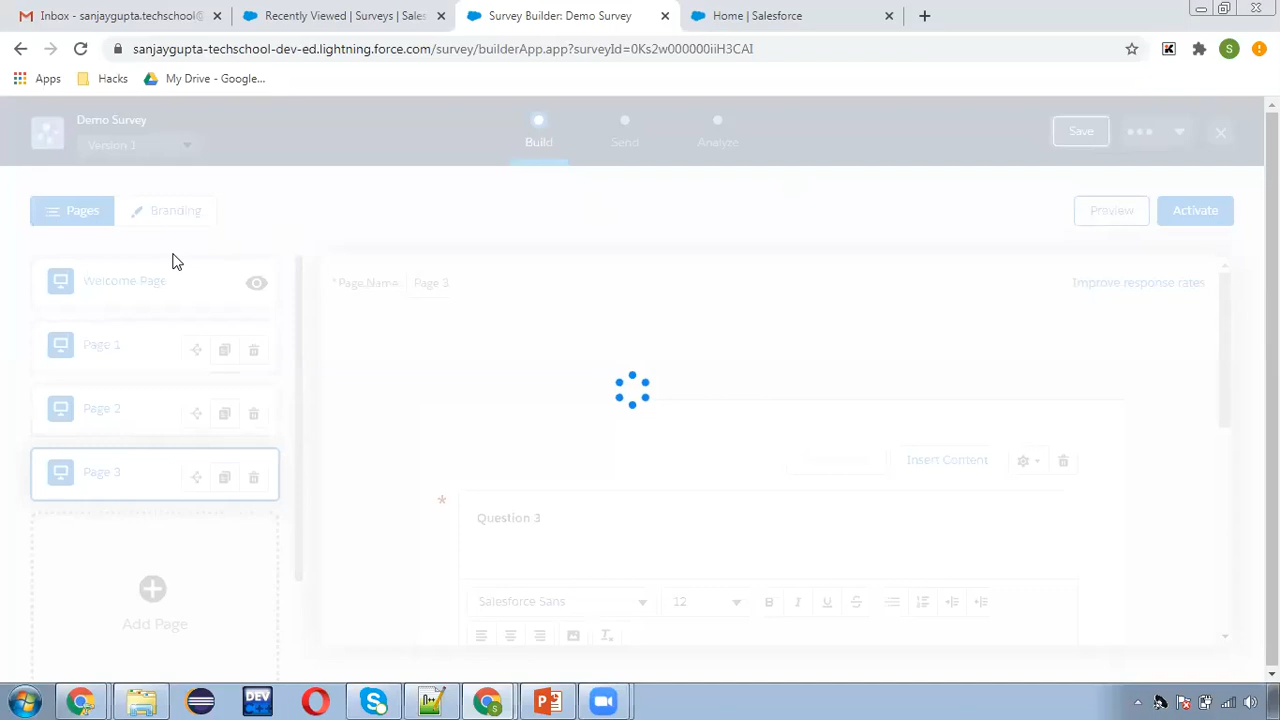 Inbox - sanjaygupta.techschool@
Recently Viewed | Surveys | Sales
Survey Builder: Demo Survey
Home | Salesforce
sanjaygupta-techschool-dev-ed.lightning.force.com/survey/builderApp.app?surveyId=0Ks2w000000iiH3CAI
S
Apps
Hacks
My Drive - Google...
Demo Survey
Version 1
Build
Send
Analyze
Save
Pages
Branding
Preview
Activate
Welcome Page
*Page Name
Page 3
Improve response rates
Page 1
Page 2
Page 3
Insert Content
* Question 3
Salesforce Sans
12
B I U S
Add Page
DEV
C++